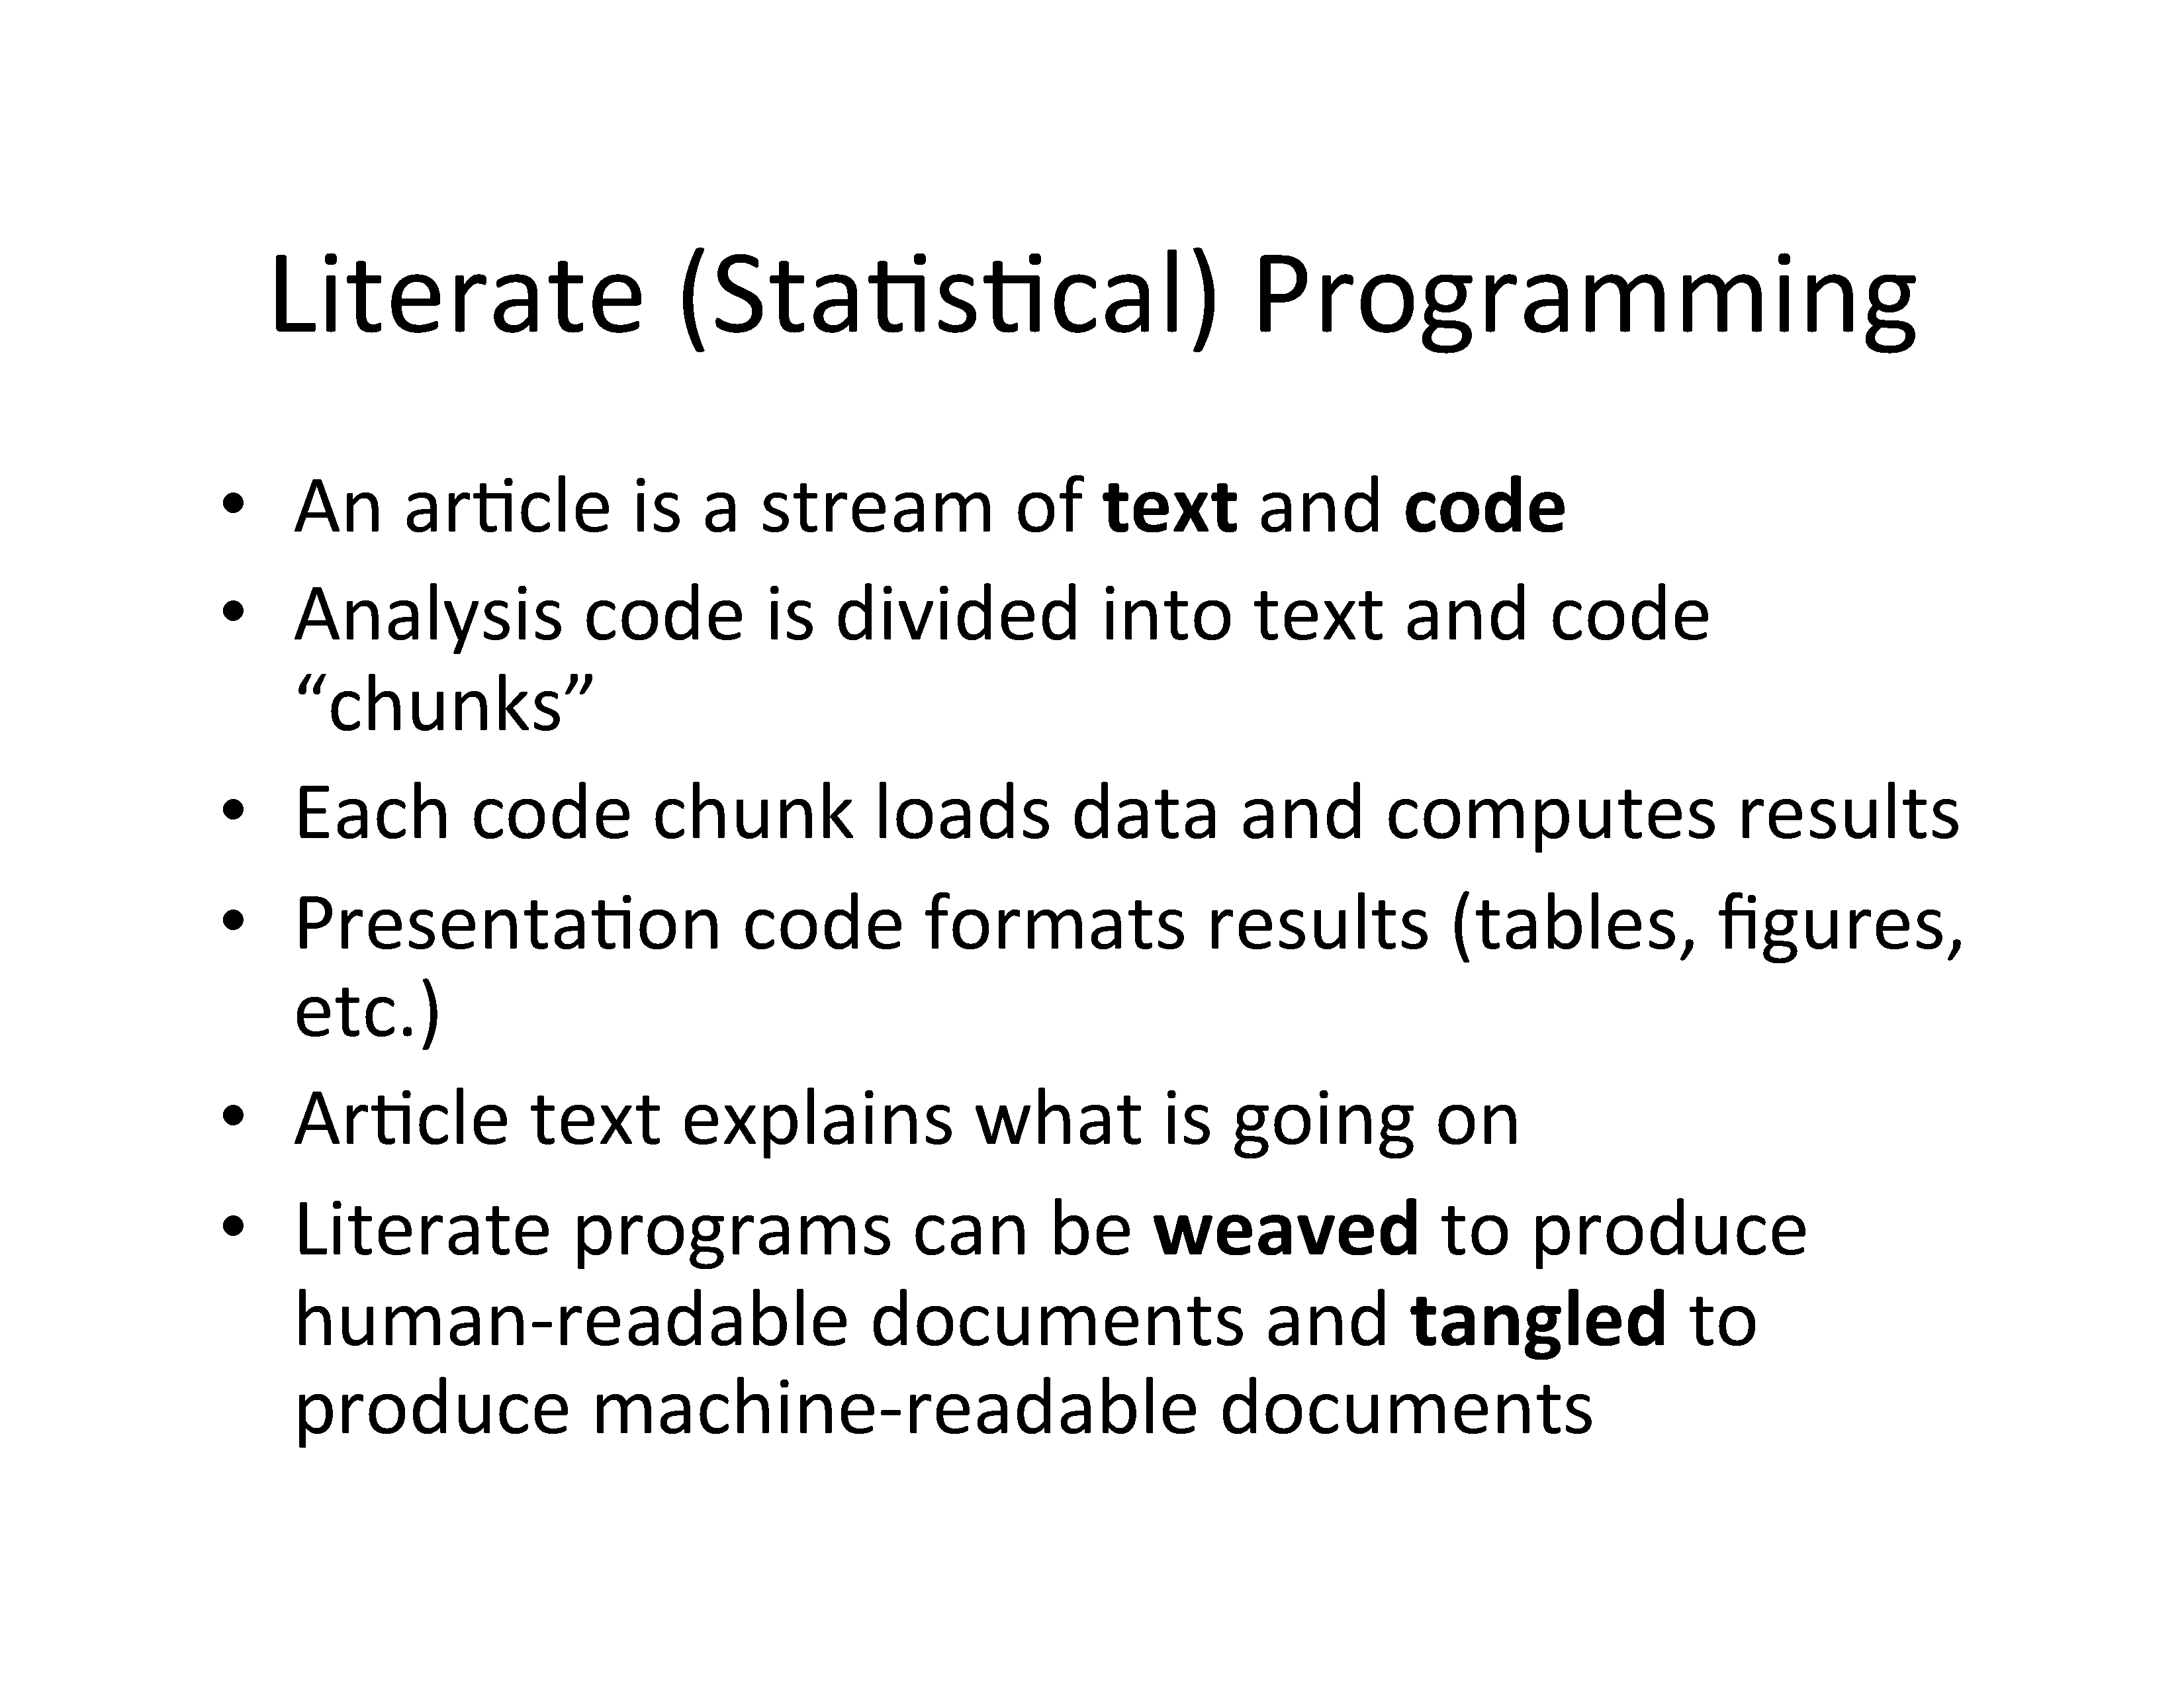 Literate (Statistical) Programming
• An article is a stream of text and code
• Analysis code is divided into text and code
“chunks”
• Each code chunk loads data and computes results
• Presentation code formats results (tables, figures,
etc.)
• Article text explains what is going on
• Literate programs can be weaved to produce
human-readable documents and tangled to
produce machine-readable documents